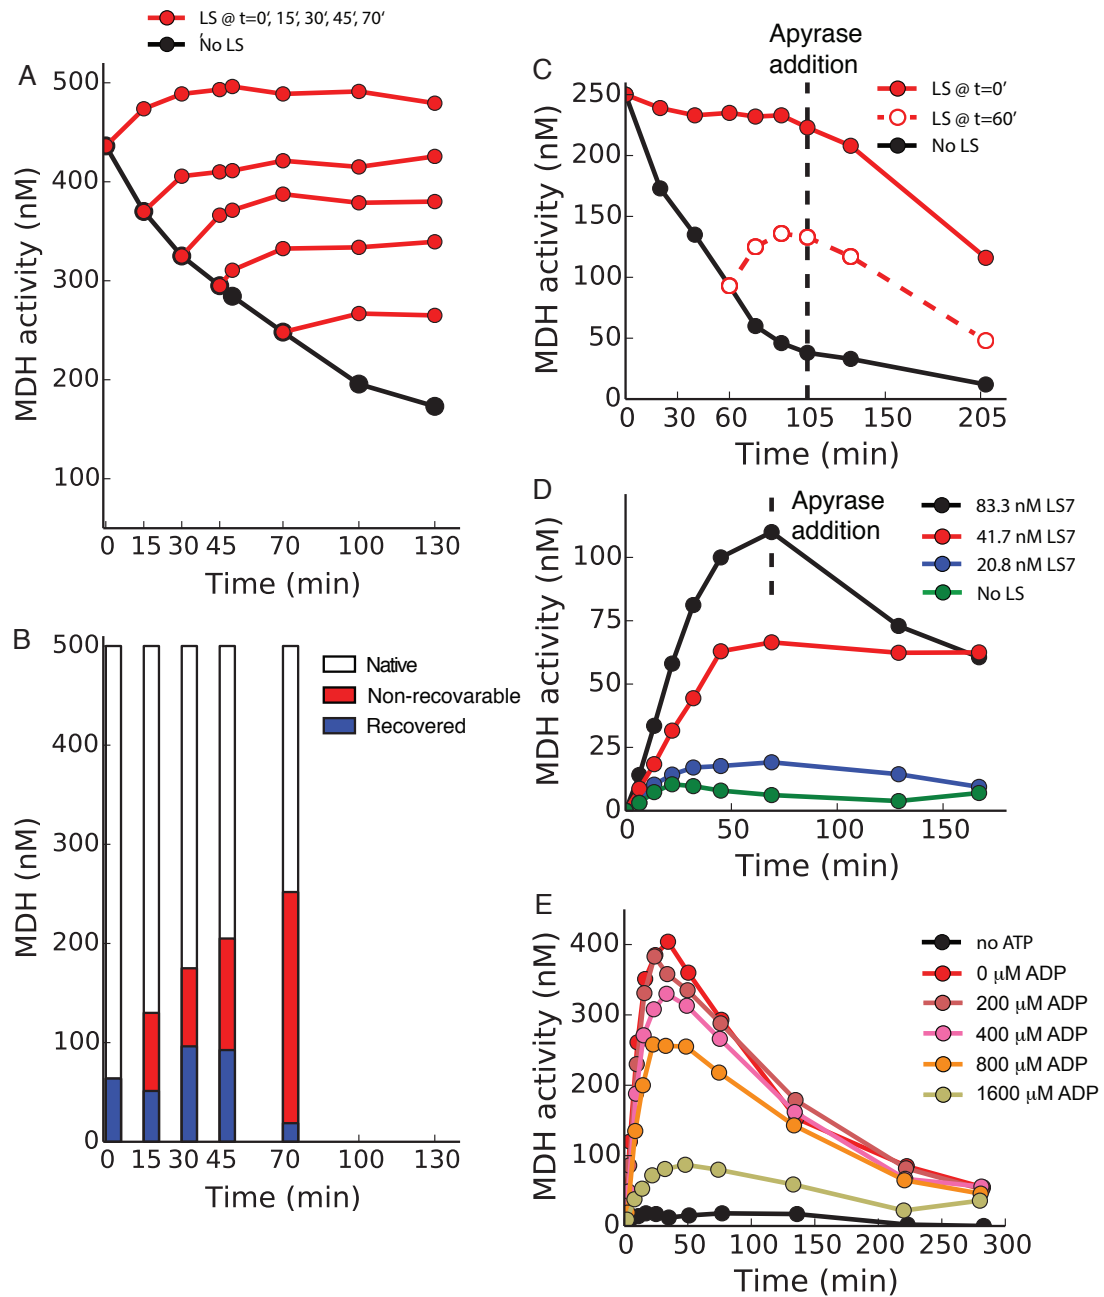 LS @ t=0‘, 15‘, 30‘, 45‘, 70‘
‘No LS
A
500
400
300
200
100
MDH activity (nM)
0 15 30 45 70 100 130
Time (min)
B
500
400
300
200
100
0
MDH (nM)
Native
Non-recovarable
Recovered
0 15 30 45 70 100 130
Time (min)
C
Apyrase
addition
LS @ t=0’
LS @ t=60’
No LS
250
200
150
100
50
0
MDH activity (nM)
0 30 60 105 150 205
Time (min)
D
Apyrase
addition
83.3 nM LS7
41.7 nM LS7
20.8 nM LS7
No LS
100
75
50
25
0
MDH activity (nM)
0 50 100 150
Time (min)
E
no ATP
0 µM ADP
200 µM ADP
400 µM ADP
800 µM ADP
1600 µM ADP
400
300
200
100
0
MDH activity (nM)
0 50 100 150 200 250 300
Time (min)